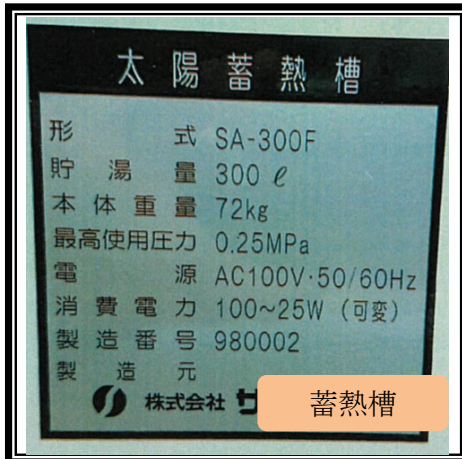 太陽蓄熱槽
形式 SA-300F
貯湯量 300ℓ
本体重量 72kg
最高使用圧力 0.25MPa
電源 AC100V·50/60Hz
消費電力 100~25W (可変)
製造番号 980002
製造元
株式会社 サ
蓄熱槽